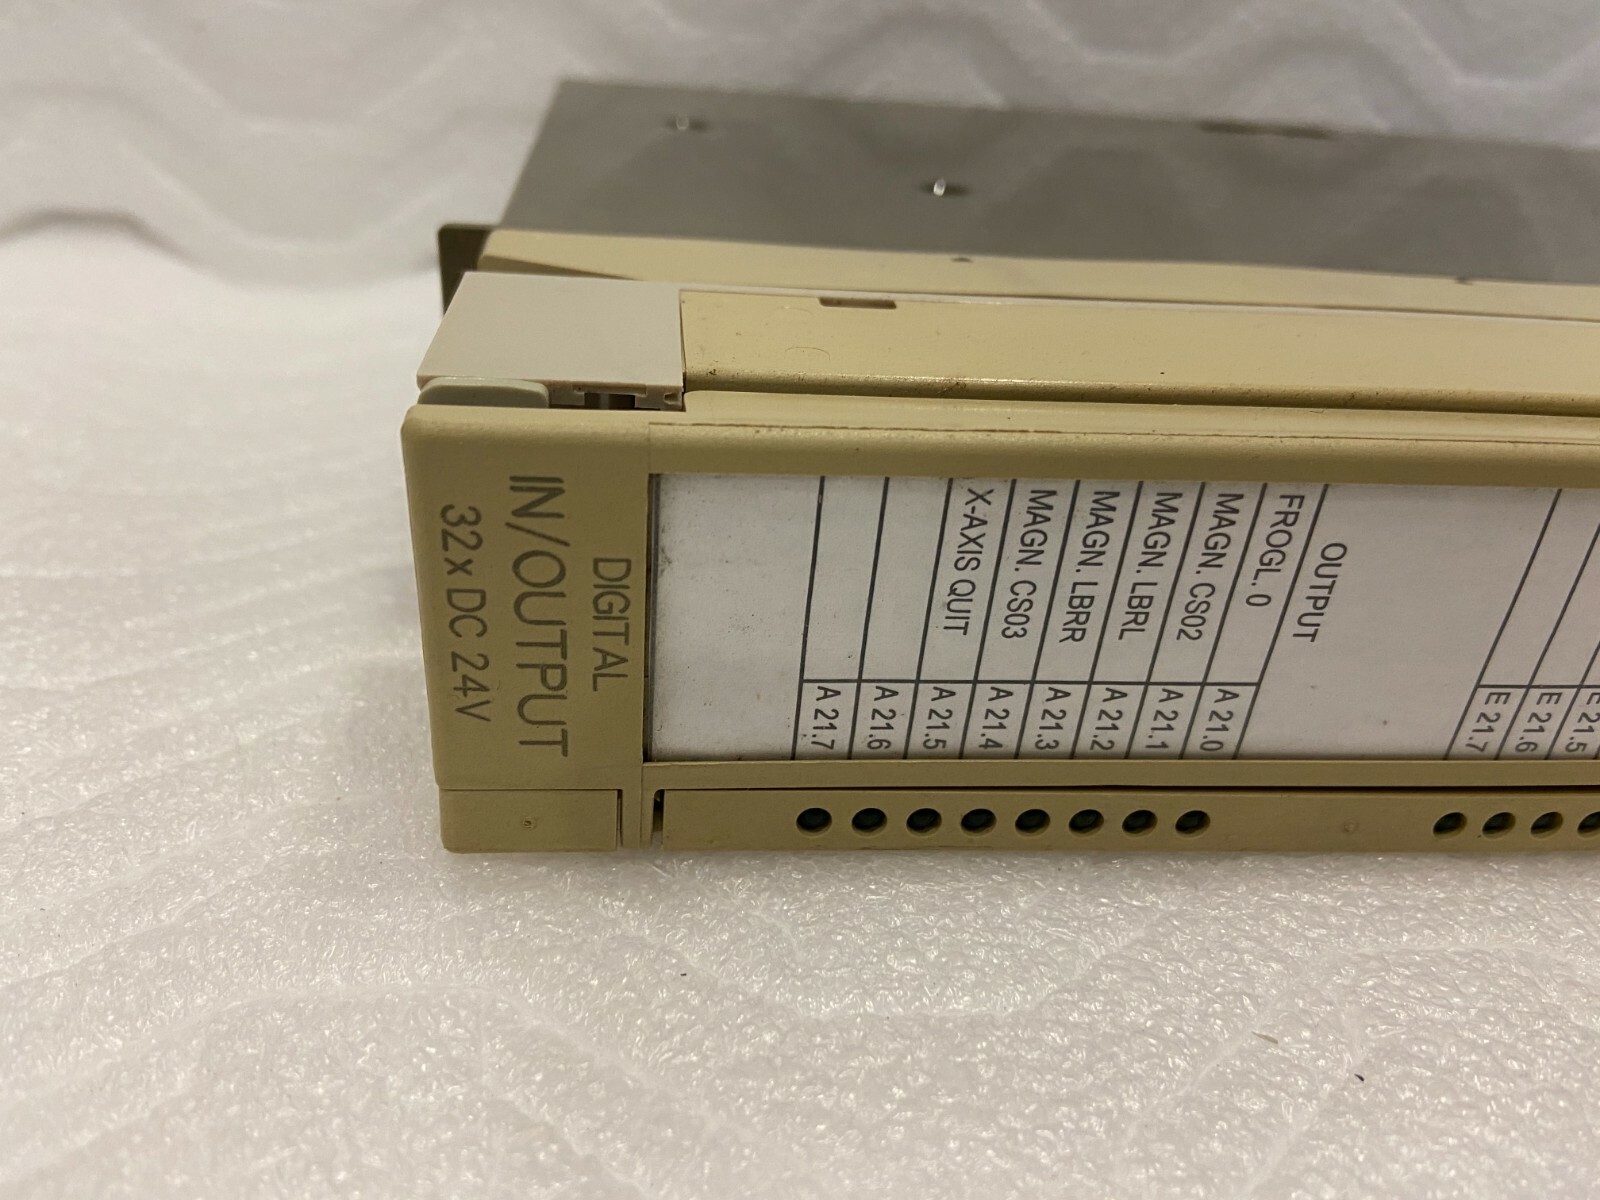 DIGITAL
IN/OUTPUT
32 x DC 24V
OUTPUT
FROGL. 0 A 21.0
MAGN. CS02 A 21.1
MAGN. LBRL A 21.2
MAGN. LBRR A 21.3
MAGN. CS03 A 21.4
X-AXIS QUIT A 21.5
A 21.6
A 21.7
E 21.5
E 21.6
E 21.7